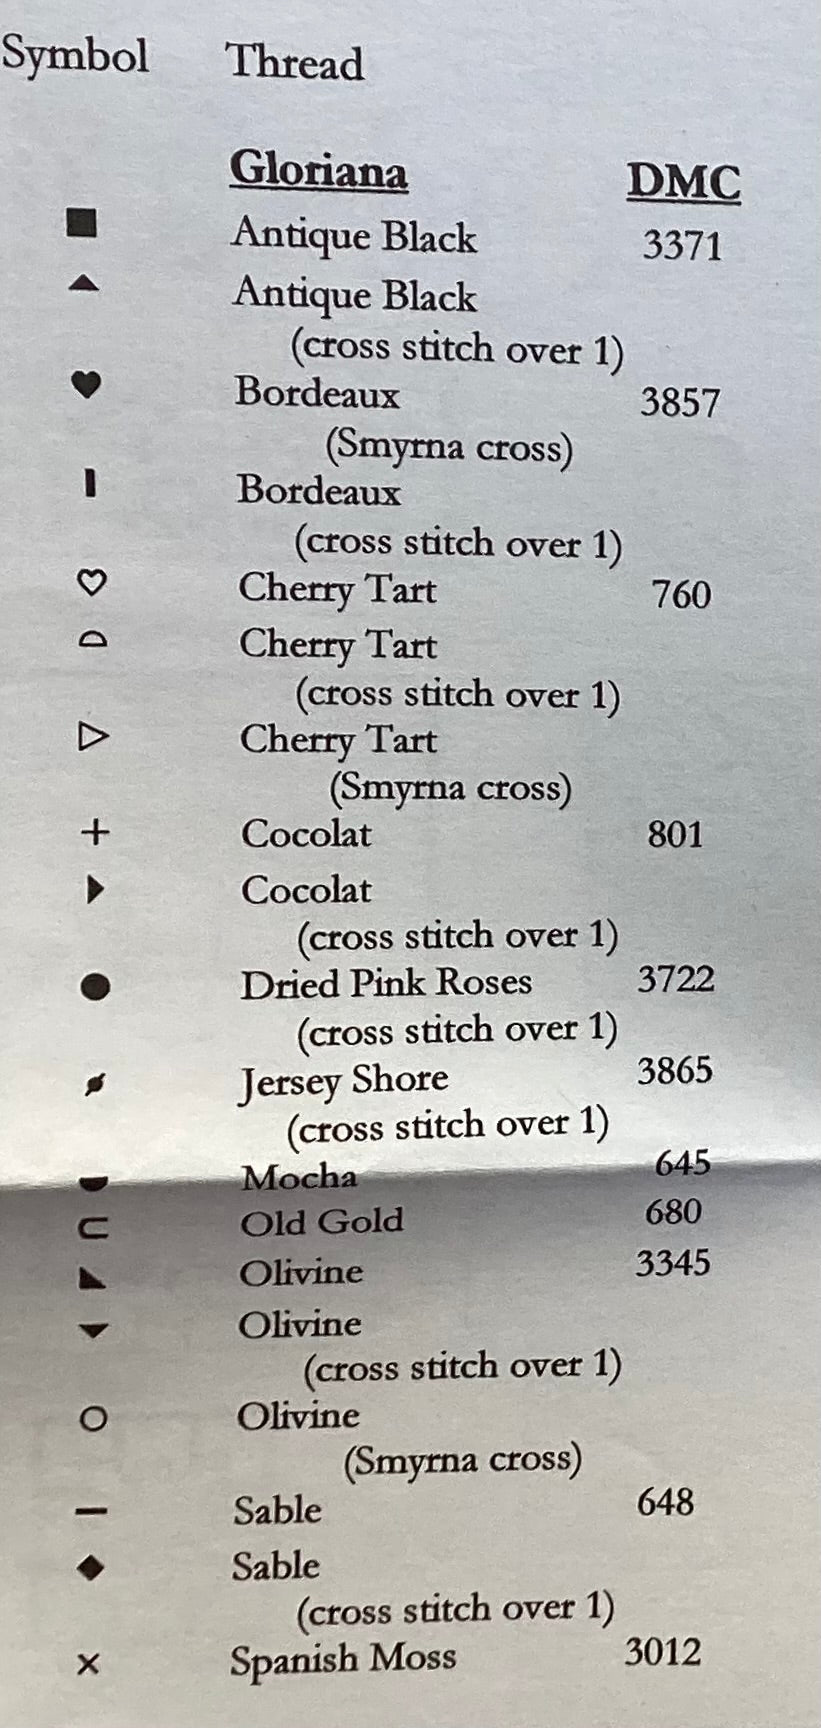 Symbol Thread
Gloriana DMC
■ Antique Black 3371
▲ Antique Black
(cross stitch over 1)
♥ Bordeaux 3857
(Smyrna cross)
▮ Bordeaux
(cross stitch over 1)
♡ Cherry Tart 760
⌓ Cherry Tart
(cross stitch over 1)
▷ Cherry Tart
(Smyrna cross)
+ Cocolat 801
▶ Cocolat
(cross stitch over 1)
● Dried Pink Roses 3722
(cross stitch over 1)
Jersey Shore 3865
(cross stitch over 1)
Mocha 645
⊂ Old Gold 680
◣ Olivine 3345
▼ Olivine
(cross stitch over 1)
○ Olivine
(Smyrna cross)
— Sable 648
◆ Sable
(cross stitch over 1)
× Spanish Moss 3012